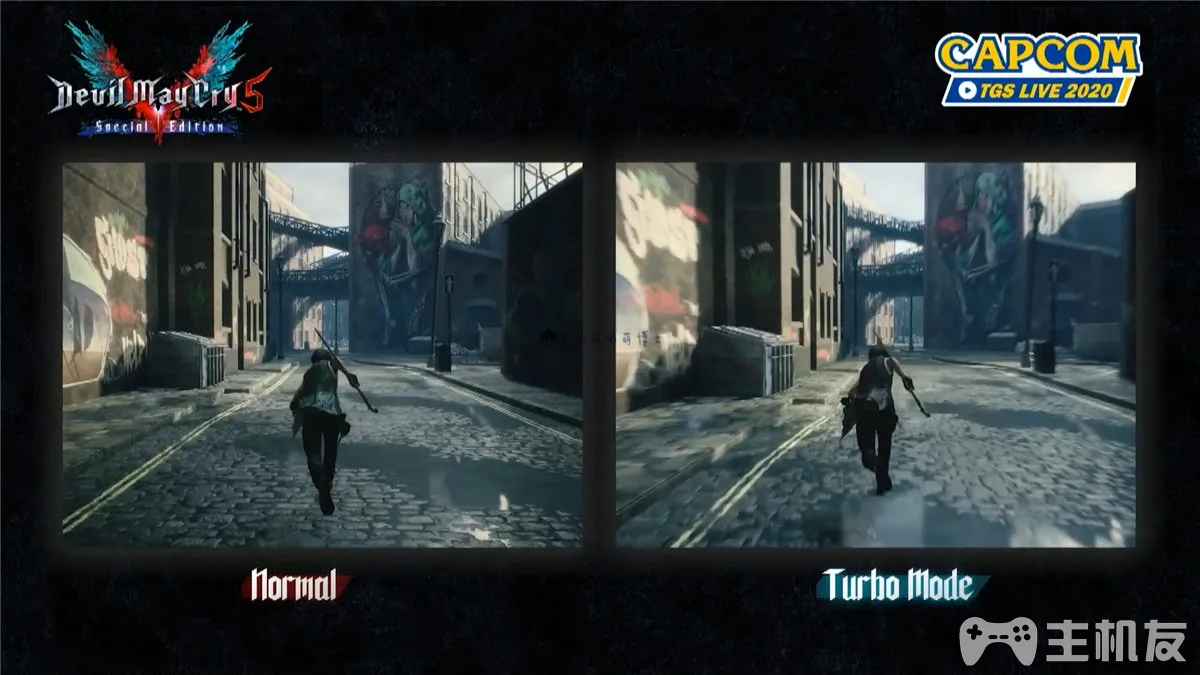 Devil May Cry 5
Special Edition
CAPCOM
TGS LIVE 2020
Normal
Turbo Mode
主机友